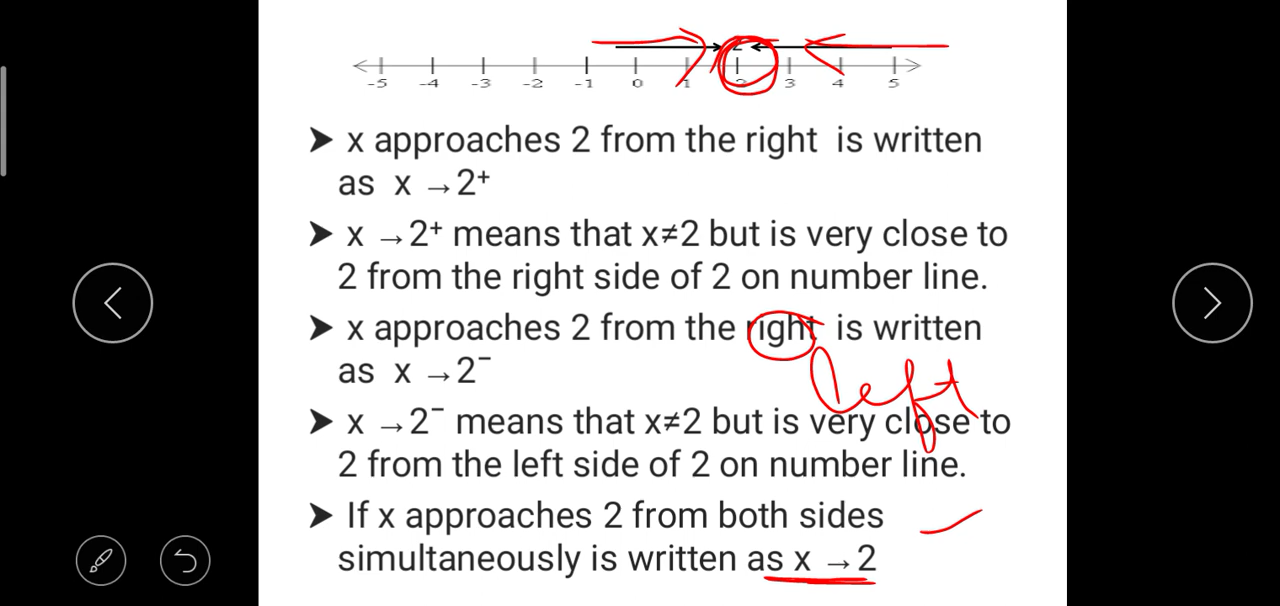 2
-5 -4 -3 -2 -1 0 1 2 3 4 5
➤ x approaches 2 from the right is written
as x →2⁺
➤ x →2⁺ means that x≠2 but is very close to
2 from the right side of 2 on number line.
➤ x approaches 2 from the right is written
as x →2⁻
left
➤ x →2⁻ means that x≠2 but is very close to
2 from the left side of 2 on number line.
➤ If x approaches 2 from both sides
simultaneously is written as x →2